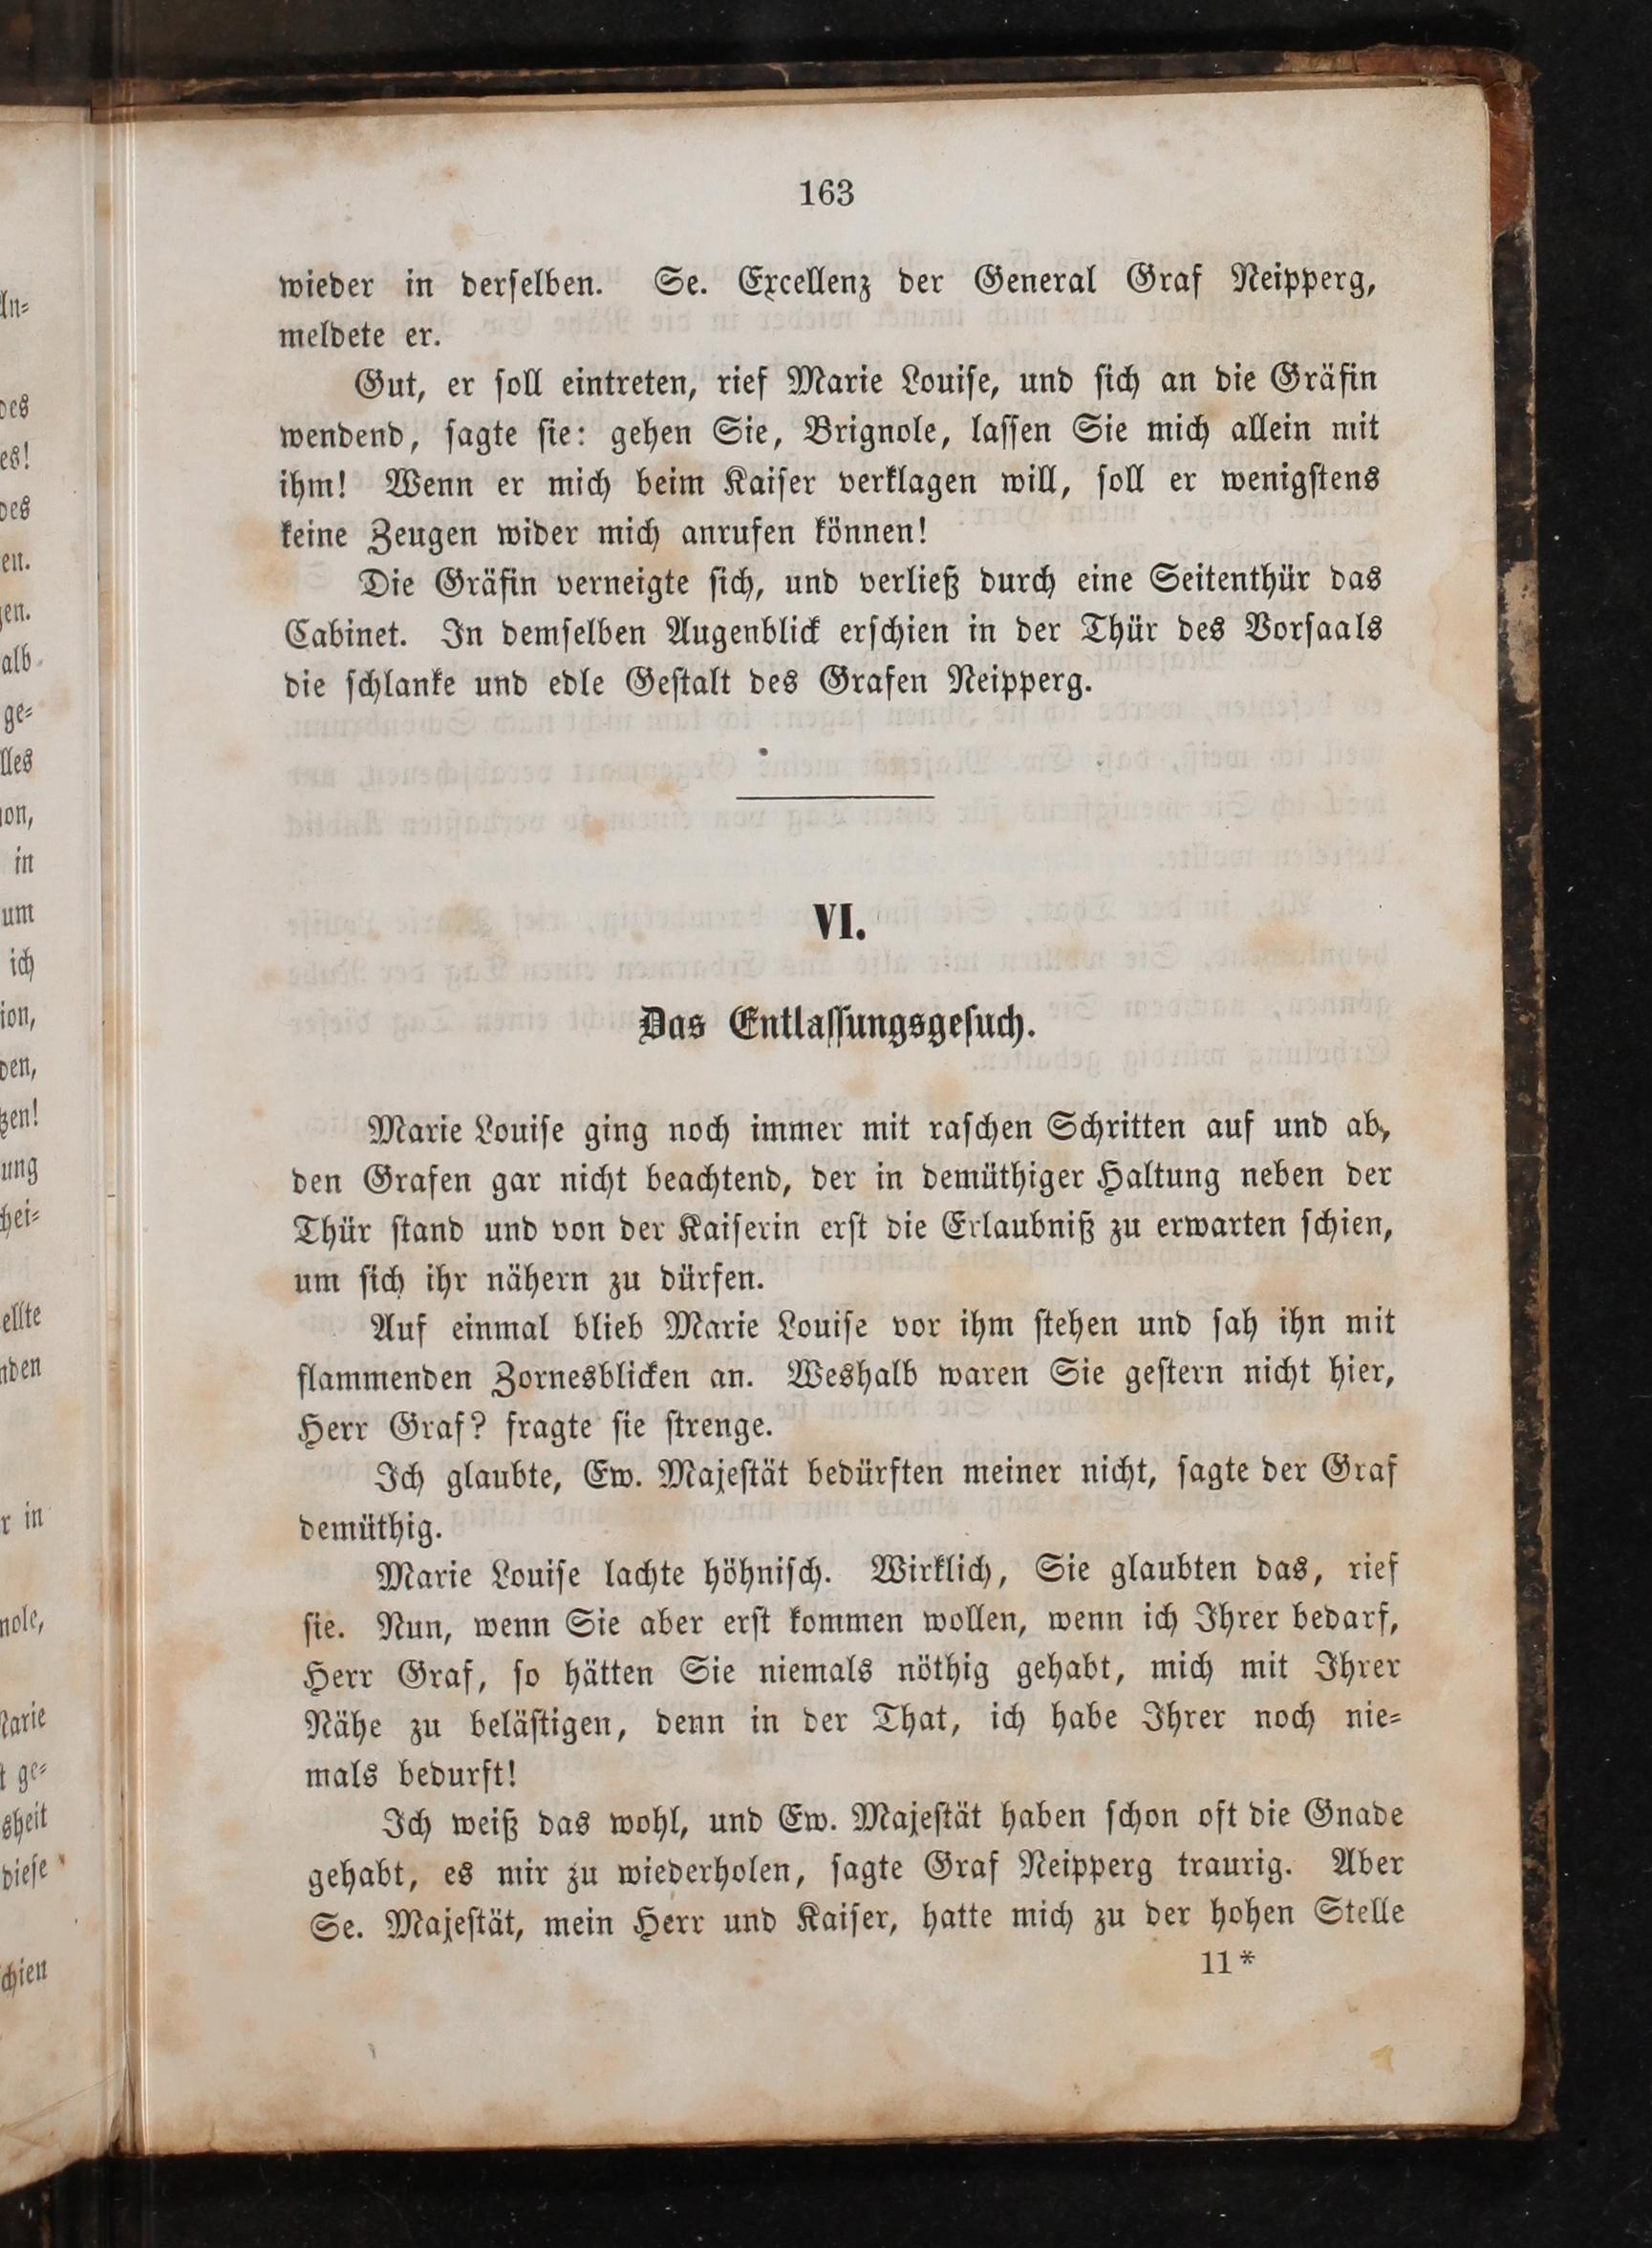 163
wieder in derſelben. Se. Excellenz der General Graf Neipperg,
meldete er.
Gut, er ſoll eintreten, rief Marie Louiſe, und ſich an die Gräfin
wendend, ſagte ſie: gehen Sie, Brignole, laſſen Sie mich allein mit
ihm! Wenn er mich beim Kaiſer verklagen will, ſoll er wenigſtens
keine Zeugen wider mich anrufen können!
Die Gräfin verneigte ſich, und verließ durch eine Seitenthür das
Cabinet. In demſelben Augenblick erſchien in der Thür des Vorſaals
die ſchlanke und edle Geſtalt des Grafen Neipperg.
VI.
Das Entlaſſungsgeſuch.
Marie Louiſe ging noch immer mit raſchen Schritten auf und ab,
den Grafen gar nicht beachtend, der in demüthiger Haltung neben der
Thür ſtand und von der Kaiſerin erſt die Erlaubniß zu erwarten ſchien,
um ſich ihr nähern zu dürfen.
Auf einmal blieb Marie Louiſe vor ihm ſtehen und ſah ihn mit
flammenden Zornesblicken an. Weshalb waren Sie geſtern nicht hier,
Herr Graf? fragte ſie ſtrenge.
Ich glaubte, Ew. Majeſtät bedürften meiner nicht, ſagte der Graf
demüthig.
Marie Louiſe lachte höhniſch. Wirklich, Sie glaubten das, rief
ſie. Nun, wenn Sie aber erſt kommen wollen, wenn ich Ihrer bedarf,
Herr Graf, ſo hätten Sie niemals nöthig gehabt, mich mit Ihrer
Nähe zu beläſtigen, denn in der That, ich habe Ihrer noch nie⸗
mals bedurft!
Ich weiß das wohl, und Ew. Majeſtät haben ſchon oft die Gnade
gehabt, es mir zu wiederholen, ſagte Graf Neipperg traurig. Aber
Se. Majeſtät, mein Herr und Kaiſer, hatte mich zu der hohen Stelle
11*